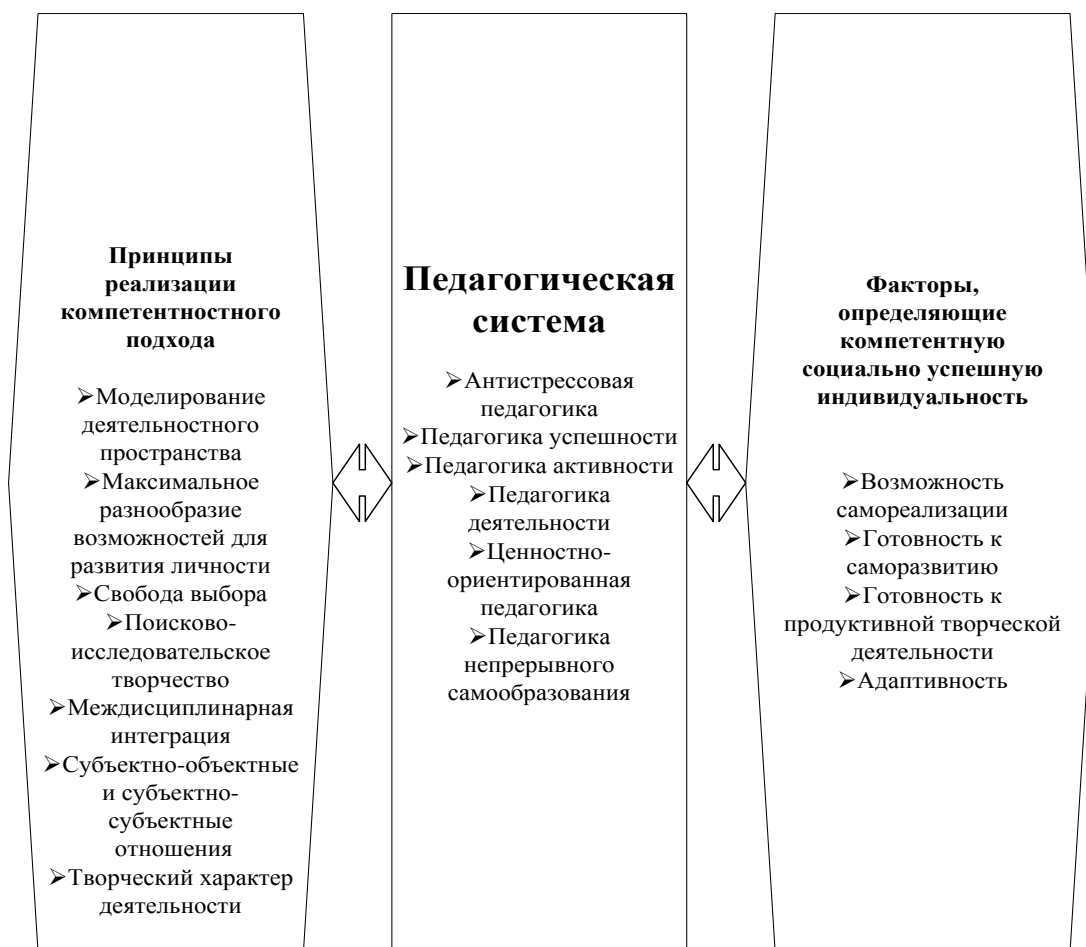 Принципы
реализации
компетентностного
подхода
➢Моделирование
деятельностного
пространства
➢Максимальное
разнообразие
возможностей для
развития личности
➢Свобода выбора
➢Поисково-
исследовательское
творчество
➢Междисциплинарная
интеграция
➢Субъектно-объектные
и субъектно-
субъектные
отношения
➢Творческий характер
деятельности
Педагогическая
система
➢Антистрессовая
педагогика
➢Педагогика успешности
➢Педагогика активности
➢Педагогика
деятельности
➢Ценностно-
ориентированная
педагогика
➢Педагогика
непрерывного
самообразования
Факторы,
определяющие
компетентную
социально успешную
индивидуальность
➢Возможность
самореализации
➢Готовность к
саморазвитию
➢Готовность к
продуктивной творческой
деятельности
➢Адаптивность